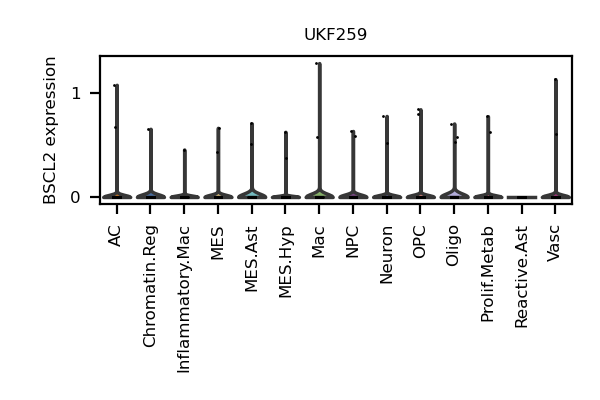 UKF259
BSCL2 expression
1
0
AC
Chromatin.Reg
Inflammatory.Mac
MES
MES.Ast
MES.Hyp
Mac
NPC
Neuron
OPC
Oligo
Prolif.Metab
Reactive.Ast
Vasc